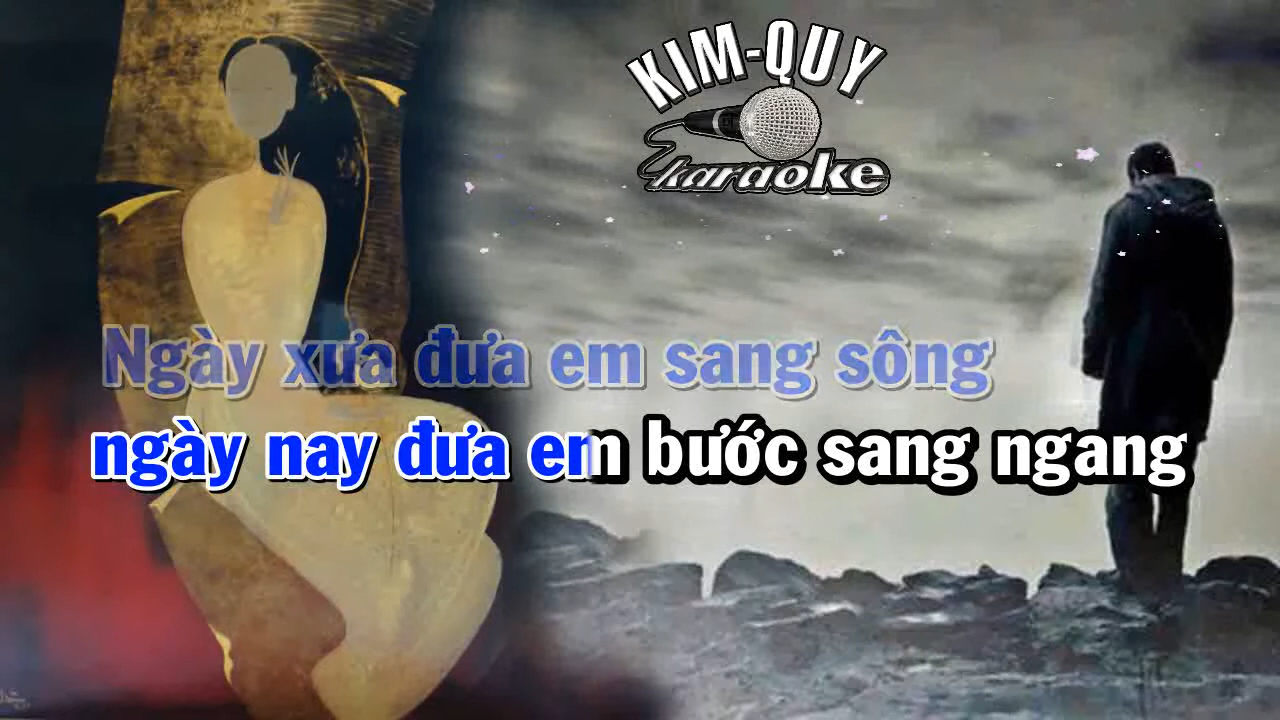 KIM-QUY
karaoke
Ngày xưa đưa em sang sông
ngày nay đưa em bước sang ngang